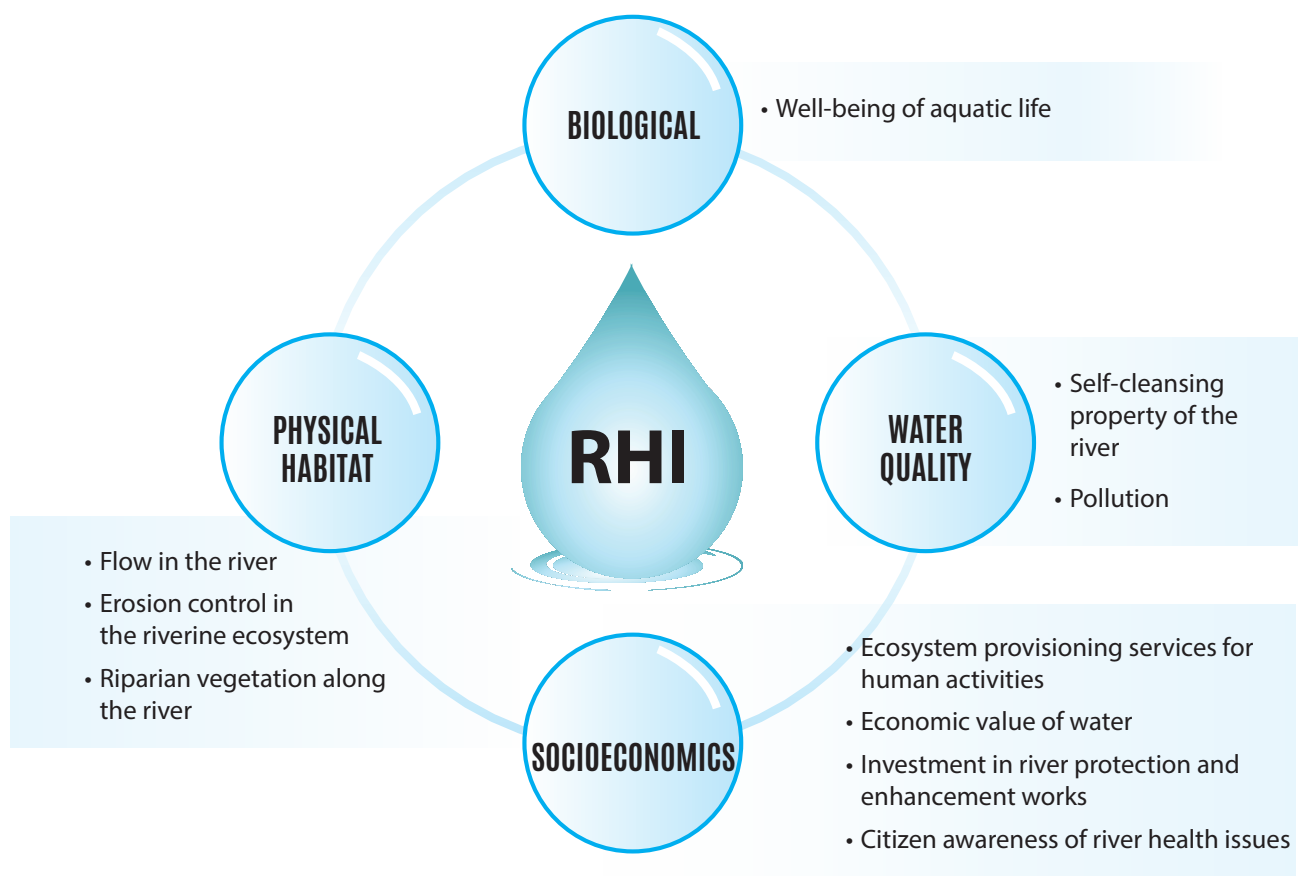 BIOLOGICAL
• Well-being of aquatic life
PHYSICAL
HABITAT
• Flow in the river
• Erosion control in
the riverine ecosystem
• Riparian vegetation along
the river
RHI
WATER
QUALITY
• Self-cleansing
property of the
river
• Pollution
SOCIOECONOMICS
• Ecosystem provisioning services for
human activities
• Economic value of water
• Investment in river protection and
enhancement works
• Citizen awareness of river health issues